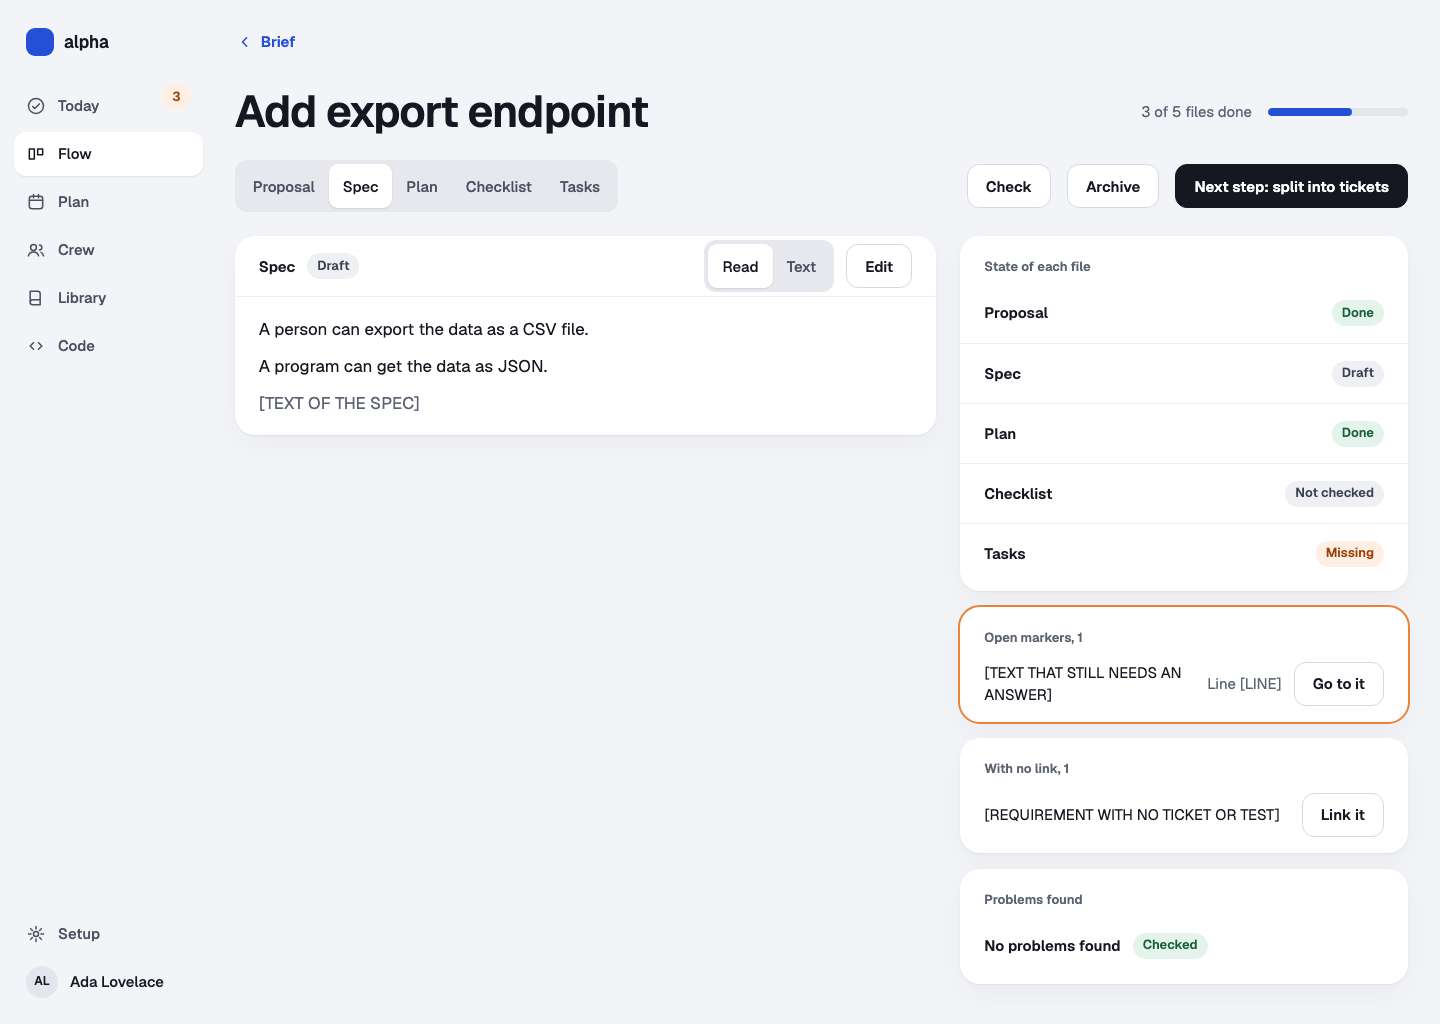 alpha
Today
3
Flow
Plan
Crew
Library
Code
Setup
AL
Ada Lovelace
Brief
Add export endpoint
3 of 5 files done
Proposal
Spec
Plan
Checklist
Tasks
Check
Archive
Next step: split into tickets
Spec
Draft
Read
Text
Edit
A person can export the data as a CSV file.
A program can get the data as JSON.
[TEXT OF THE SPEC]
State of each file
Proposal
Done
Spec
Draft
Plan
Done
Checklist
Not checked
Tasks
Missing
Open markers, 1
[TEXT THAT STILL NEEDS AN
ANSWER]
Line [LINE]
Go to it
With no link, 1
[REQUIREMENT WITH NO TICKET OR TEST]
Link it
Problems found
No problems found
Checked